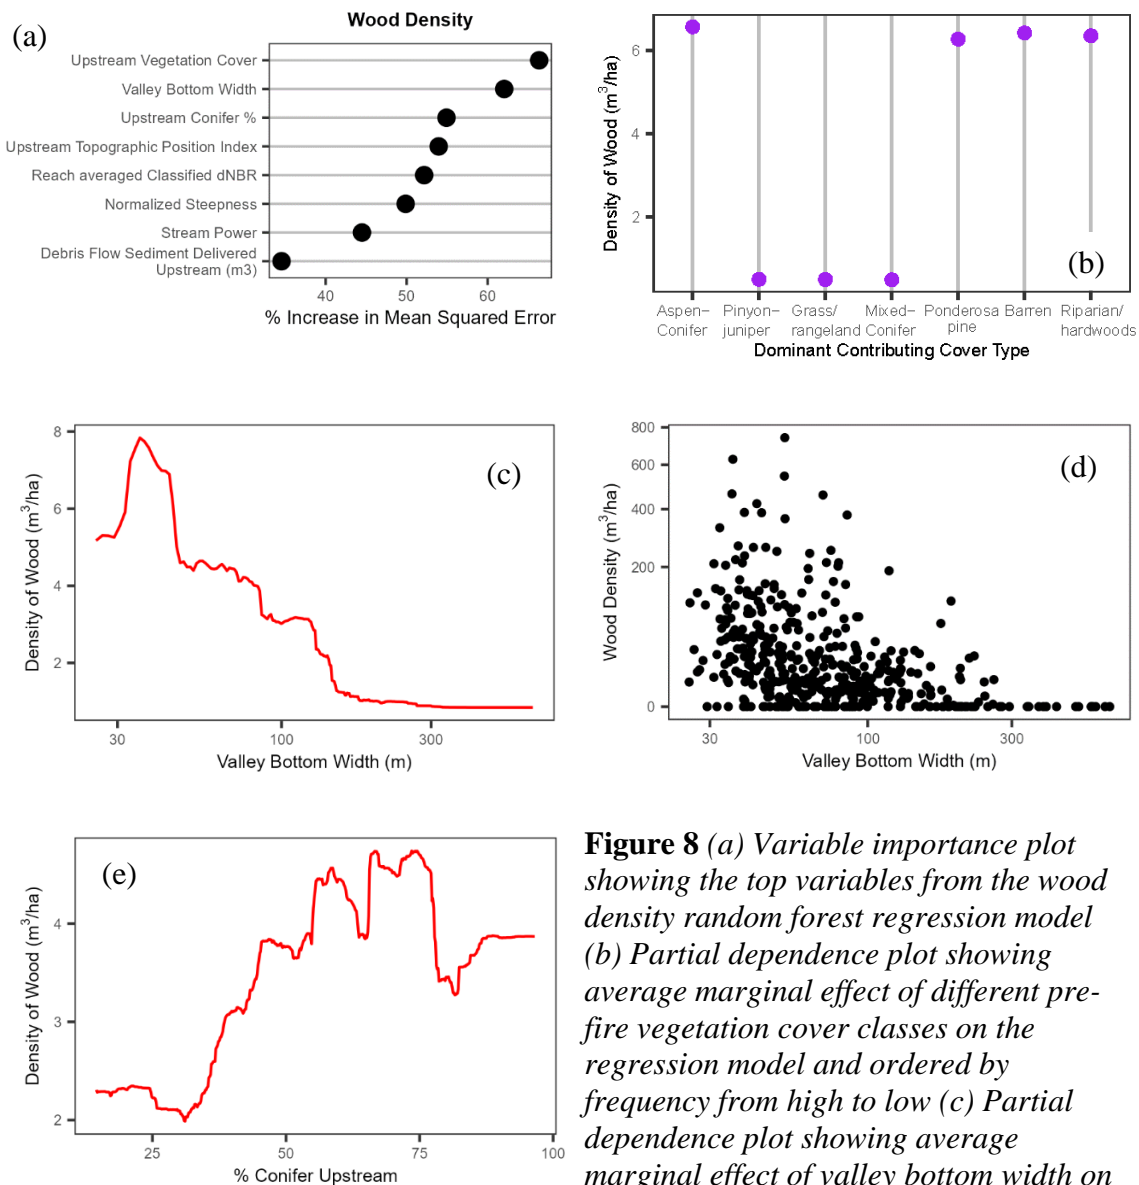 (a)
Wood Density
Upstream Vegetation Cover
Valley Bottom Width
Upstream Conifer %
Upstream Topographic Position Index
Reach averaged Classified dNBR
Normalized Steepness
Stream Power
Debris Flow Sediment Delivered
Upstream (m3)
40 50 60
% Increase in Mean Squared Error
Density of Wood (m³/ha)
6
4
2
(b)
Aspen– Pinyon– Grass/ Mixed– Ponderosa Barren Riparian/
Conifer juniper rangeland Conifer pine hardwoods
Dominant Contributing Cover Type
Density of Wood (m³/ha)
8
6
4
2
(c)
30 100 300
Valley Bottom Width (m)
Wood Density (m³/ha)
800
600
400
200
0
(d)
30 100 300
Valley Bottom Width (m)
Density of Wood (m³/ha)
4
3
2
(e)
25 50 75 100
% Conifer Upstream
Figure 8 (a) Variable importance plot
showing the top variables from the wood
density random forest regression model
(b) Partial dependence plot showing
average marginal effect of different pre-
fire vegetation cover classes on the
regression model and ordered by
frequency from high to low (c) Partial
dependence plot showing average
marginal effect of valley bottom width on